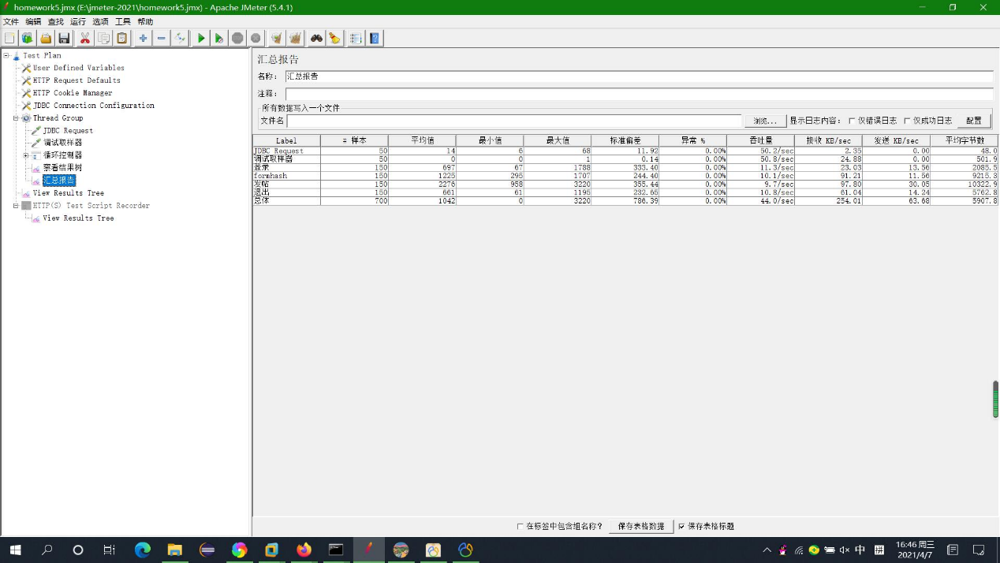 homework5.jmx (E:\jmeter-2021\homework5.jmx) - Apache JMeter (5.4.1)
文件 编辑 查找 运行 选项 工具 帮助
Test Plan
User Defined Variables
HTTP Request Defaults
HTTP Cookie Manager
JDBC Connection Configuration
Thread Group
JDBC Request
调试取样器
循环控制器
察看结果树
汇总报告
View Results Tree
HTTP(S) Test Script Recorder
View Results Tree
汇总报告
名称： 汇总报告
注释：
所有数据写入一个文件
文件名 浏览... 显示日志内容： 仅错误日志 仅成功日志 配置
Label # 样本 平均值 最小值 最大值 标准偏差 异常 % 吞吐量 接收 KB/sec 发送 KB/sec 平均字节数
JDBC Request 50 14 6 68 11.92 0.00% 50.2/sec 2.35 0.00 48.0
调试取样器 50 0 0 1 0.14 0.00% 50.8/sec 24.88 0.00 501.9
登录 150 697 67 1788 333.40 0.00% 11.3/sec 23.03 13.56 2085.5
formhash 150 1225 295 1707 244.40 0.00% 10.1/sec 91.21 11.56 9215.3
发帖 150 2276 958 3220 355.44 0.00% 9.7/sec 97.80 30.05 10322.9
退出 150 661 61 1195 232.65 0.00% 10.8/sec 61.04 14.24 5762.8
总体 700 1042 0 3220 786.39 0.00% 44.0/sec 254.01 63.68 5907.8
在标签中包含组名称？ 保存表格数据 保存表格标题
中 拼 16:46 周三
2021/4/7